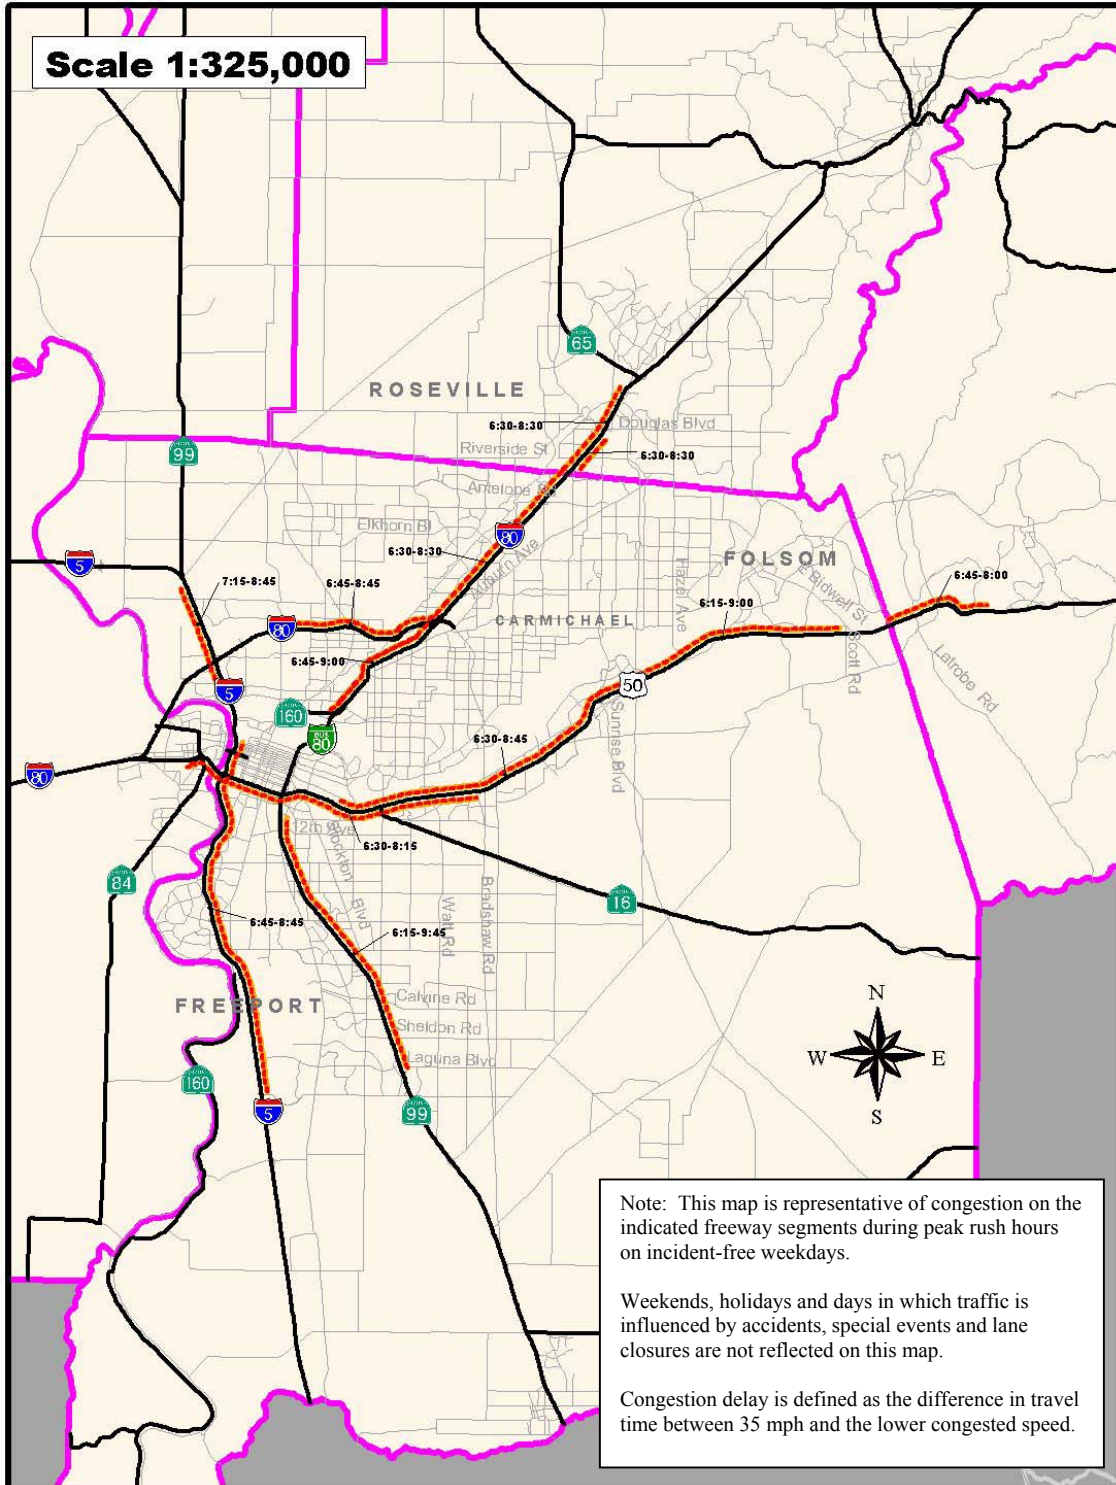 Scale 1:325,000
65
ROSEVILLE
6:30-8:30
Douglas Blvd
Riverside St
99
6:30-8:30
Antelope Rd
Elkhorn Bl
80
6:30-8:30
Auburn Ave
FOLSOM
5
7:15-8:45
6:45-8:45
Hazel Ave
E Bidwell St
6:45-8:00
6:15-9:00
CARMICHAEL
80
Scott Rd
6:45-9:00
Latrobe Rd
50
5
160
BUS
80
Sunrise Blvd
6:30-8:45
80
12th Ave
6:30-8:15
Stockton Blvd
84
Bradshaw Rd
16
Watt Rd
6:45-8:45
6:15-9:45
Calvine Rd
FREEPORT
Sheldon Rd
Laguna Blvd
160
5
99
N
W
E
S
Note: This map is representative of congestion on the
indicated freeway segments during peak rush hours
on incident-free weekdays.
Weekends, holidays and days in which traffic is
influenced by accidents, special events and lane
closures are not reflected on this map.
Congestion delay is defined as the difference in travel
time between 35 mph and the lower congested speed.